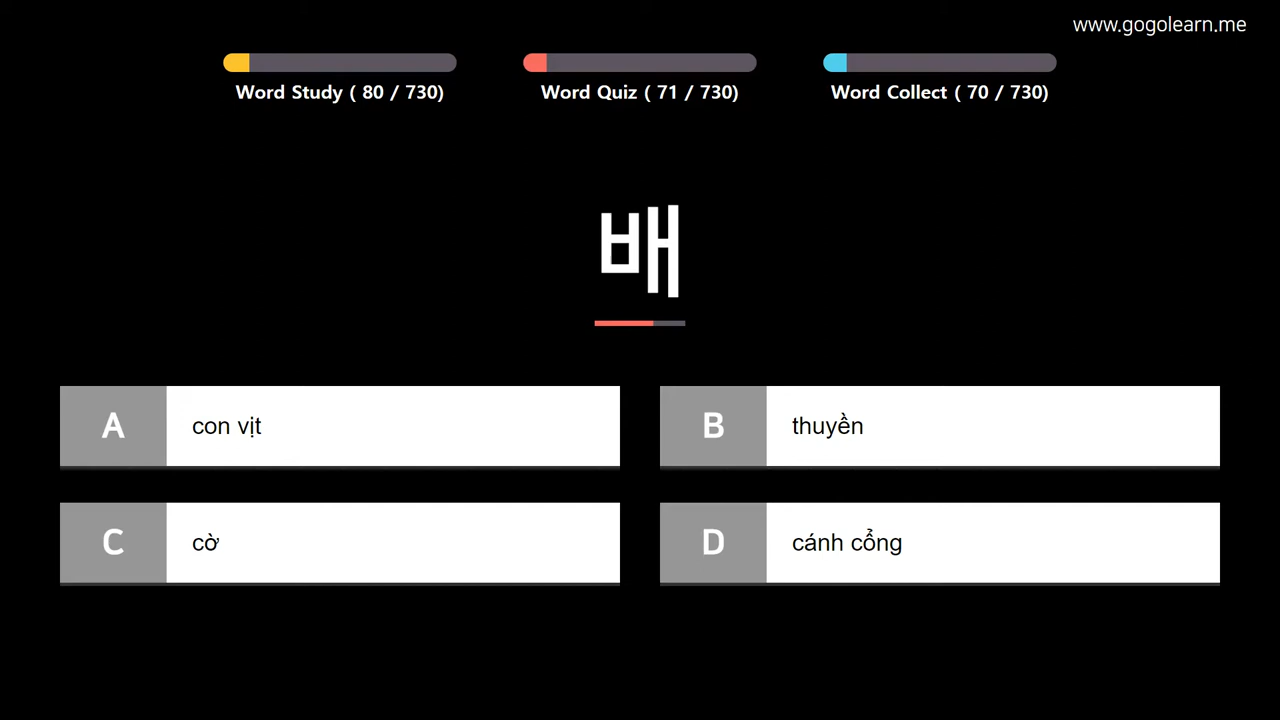 www.gogolearn.me
Word Study ( 80 / 730)
Word Quiz ( 71 / 730)
Word Collect ( 70 / 730)
배
A con vịt
B thuyền
C cờ
D cánh cổng